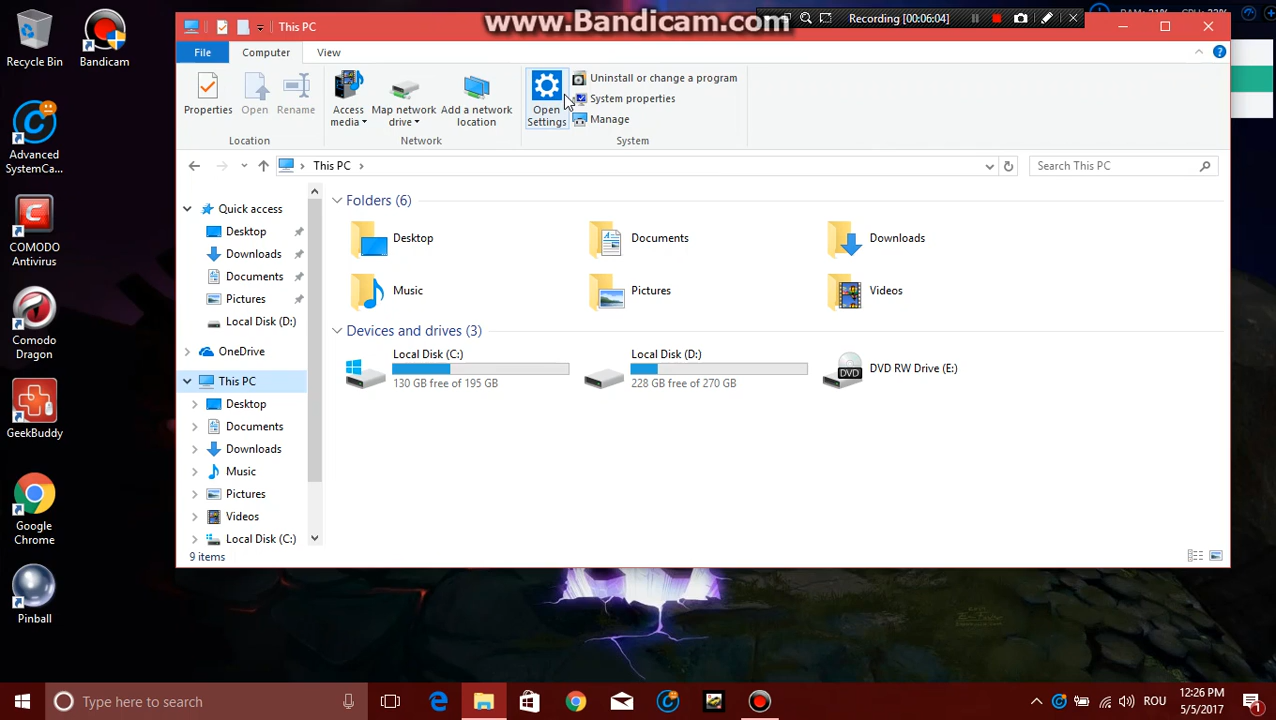 www.Bandicam.com
Recording [00:06:04]
This PC
File
Computer
View
Properties
Open
Rename
Access media
Map network drive
Add a network location
Open Settings
Uninstall or change a program
System properties
Manage
Location
Network
System
This PC
Search This PC
Quick access
Desktop
Downloads
Documents
Pictures
Local Disk (D:)
OneDrive
This PC
Desktop
Documents
Downloads
Music
Pictures
Videos
Local Disk (C:)
9 items
Folders (6)
Desktop
Documents
Downloads
Music
Pictures
Videos
Devices and drives (3)
Local Disk (C:)
130 GB free of 195 GB
Local Disk (D:)
228 GB free of 270 GB
DVD
DVD RW Drive (E:)
Recycle Bin
Bandicam
Advanced
SystemCa...
COMODO
Antivirus
Comodo
Dragon
GeekBuddy
Google
Chrome
Pinball
Type here to search
ROU
12:26 PM
5/5/2017
1